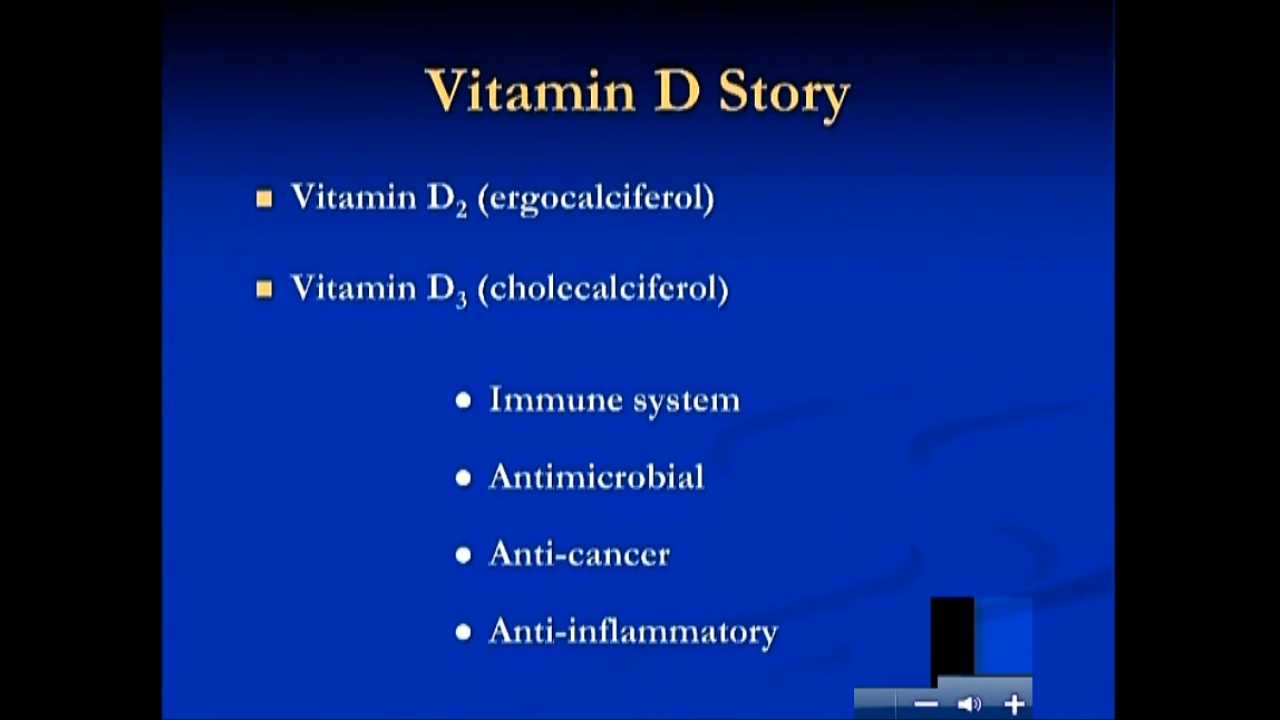 Vitamin D Story
Vitamin D₂ (ergocalciferol)
Vitamin D₃ (cholecalciferol)
Immune system
Antimicrobial
Anti-cancer
Anti-inflammatory